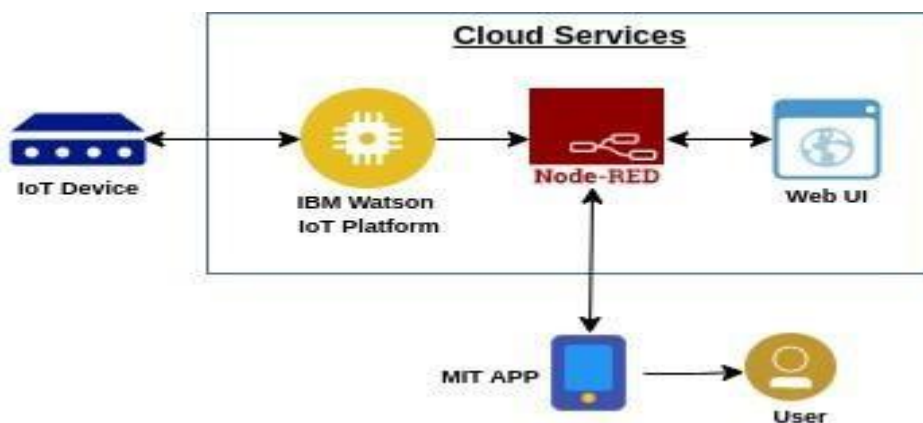 Cloud Services
IoT Device
IBM Watson
IoT Platform
Node-RED
Web UI
MIT APP
User